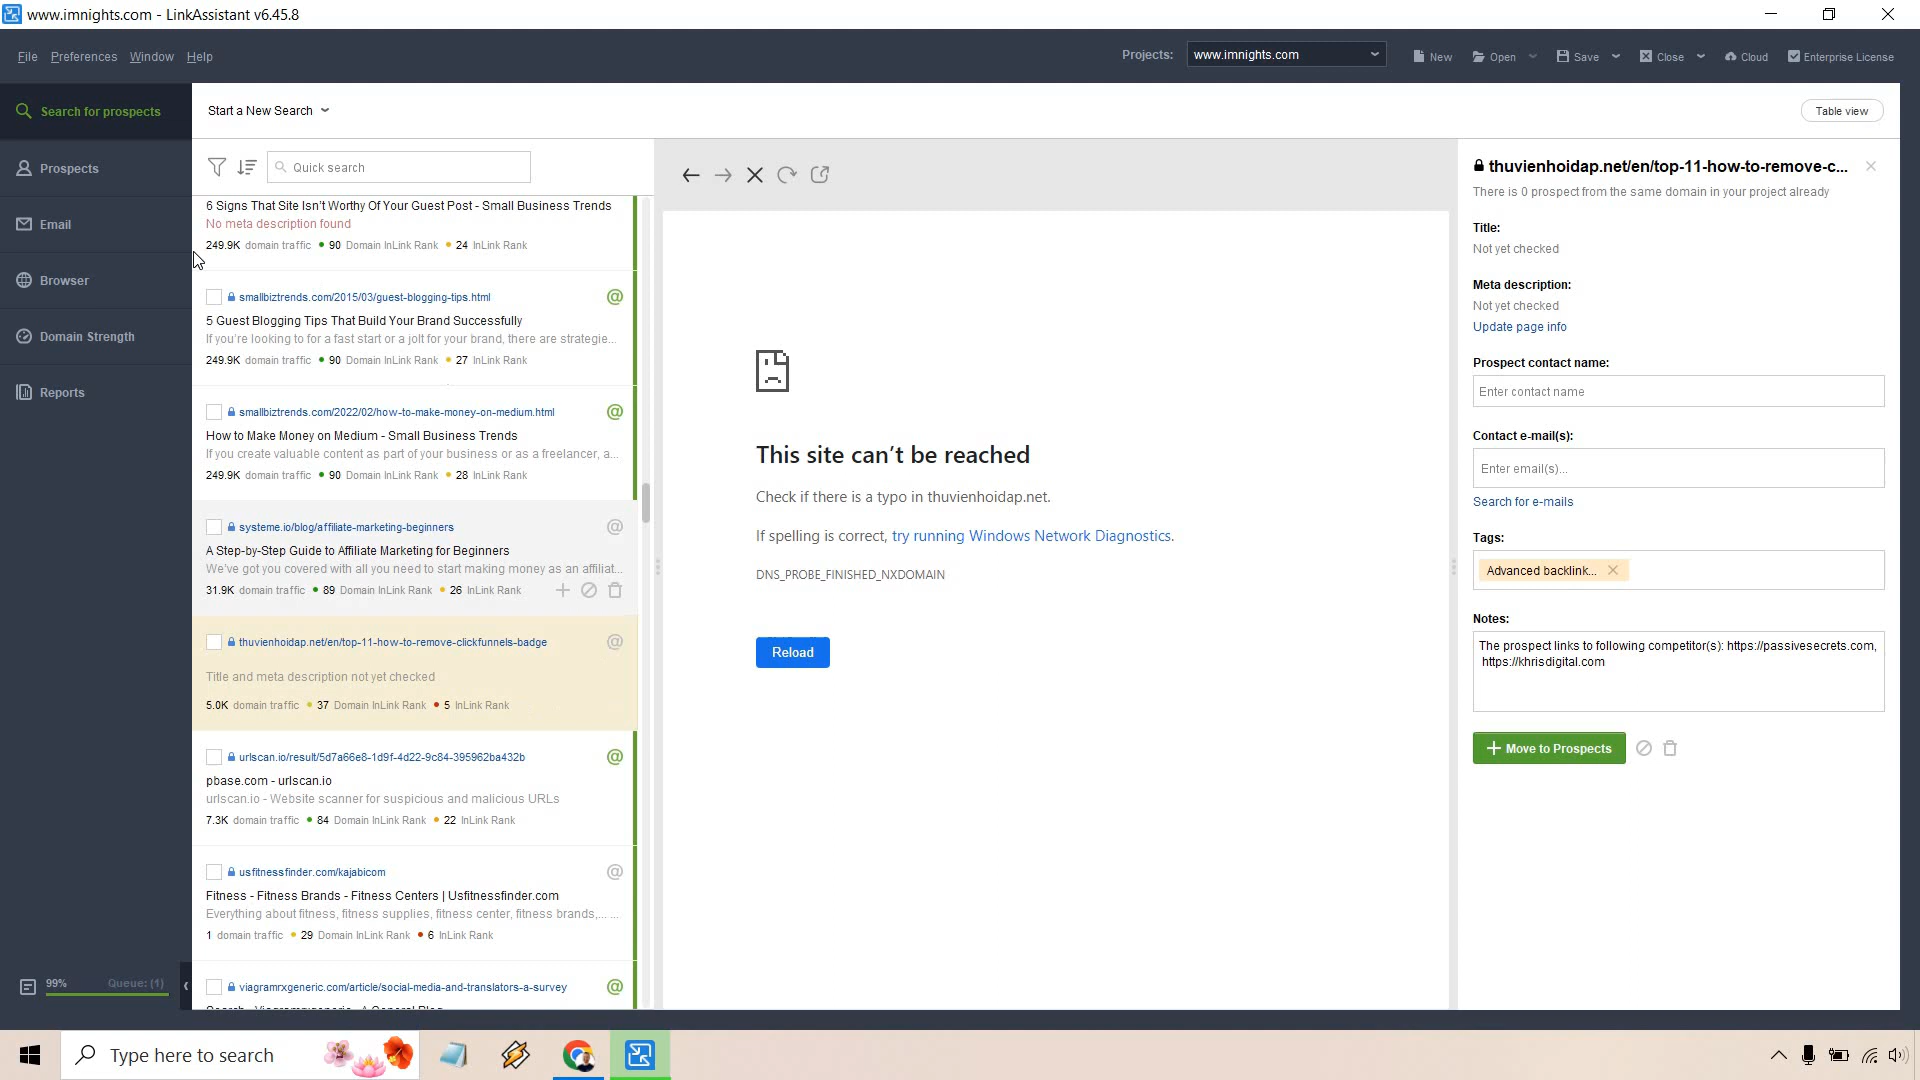 www.imnights.com - LinkAssistant v6.45.8
File Preferences Window Help
Projects: www.imnights.com New Open Save Close Cloud Enterprise License
Search for prospects
Prospects
Email
Browser
Domain Strength
Reports
99% Queue: (1)
Start a New Search
Table view
Quick search
6 Signs That Site Isn't Worthy Of Your Guest Post - Small Business Trends
No meta description found
249.9K domain traffic 90 Domain InLink Rank 24 InLink Rank
smallbiztrends.com/2015/03/guest-blogging-tips.html @
5 Guest Blogging Tips That Build Your Brand Successfully
If you're looking to for a fast start or a jolt for your brand, there are strategie...
249.9K domain traffic 90 Domain InLink Rank 27 InLink Rank
smallbiztrends.com/2022/02/how-to-make-money-on-medium.html @
How to Make Money on Medium - Small Business Trends
If you create valuable content as part of your business or as a freelancer, a...
249.9K domain traffic 90 Domain InLink Rank 28 InLink Rank
systeme.io/blog/affiliate-marketing-beginners @
A Step-by-Step Guide to Affiliate Marketing for Beginners
We've got you covered with all you need to start making money as an affiliat...
31.9K domain traffic 89 Domain InLink Rank 26 InLink Rank
thuvienhoidap.net/en/top-11-how-to-remove-clickfunnels-badge @
Title and meta description not yet checked
5.0K domain traffic 37 Domain InLink Rank 5 InLink Rank
urlscan.io/result/5d7a66e8-1d9f-4d22-9c84-395962ba432b @
pbase.com - urlscan.io
urlscan.io - Website scanner for suspicious and malicious URLs
7.3K domain traffic 84 Domain InLink Rank 22 InLink Rank
usfitnessfinder.com/kajabicom @
Fitness - Fitness Brands - Fitness Centers | Usfitnessfinder.com
Everything about fitness, fitness supplies, fitness center, fitness brands,... ...
1 domain traffic 29 Domain InLink Rank 6 InLink Rank
viagramrxgeneric.com/article/social-media-and-translators-a-survey @
This site can't be reached
Check if there is a typo in thuvienhoidap.net.
If spelling is correct, try running Windows Network Diagnostics.
DNS_PROBE_FINISHED_NXDOMAIN
Reload
thuvienhoidap.net/en/top-11-how-to-remove-c...
There is 0 prospect from the same domain in your project already
Title:
Not yet checked
Meta description:
Not yet checked
Update page info
Prospect contact name:
Enter contact name
Contact e-mail(s):
Enter email(s)...
Search for e-mails
Tags:
Advanced backlink...
Notes:
The prospect links to following competitor(s): https://passivesecrets.com,
https://khrisdigital.com
Move to Prospects
Type here to search